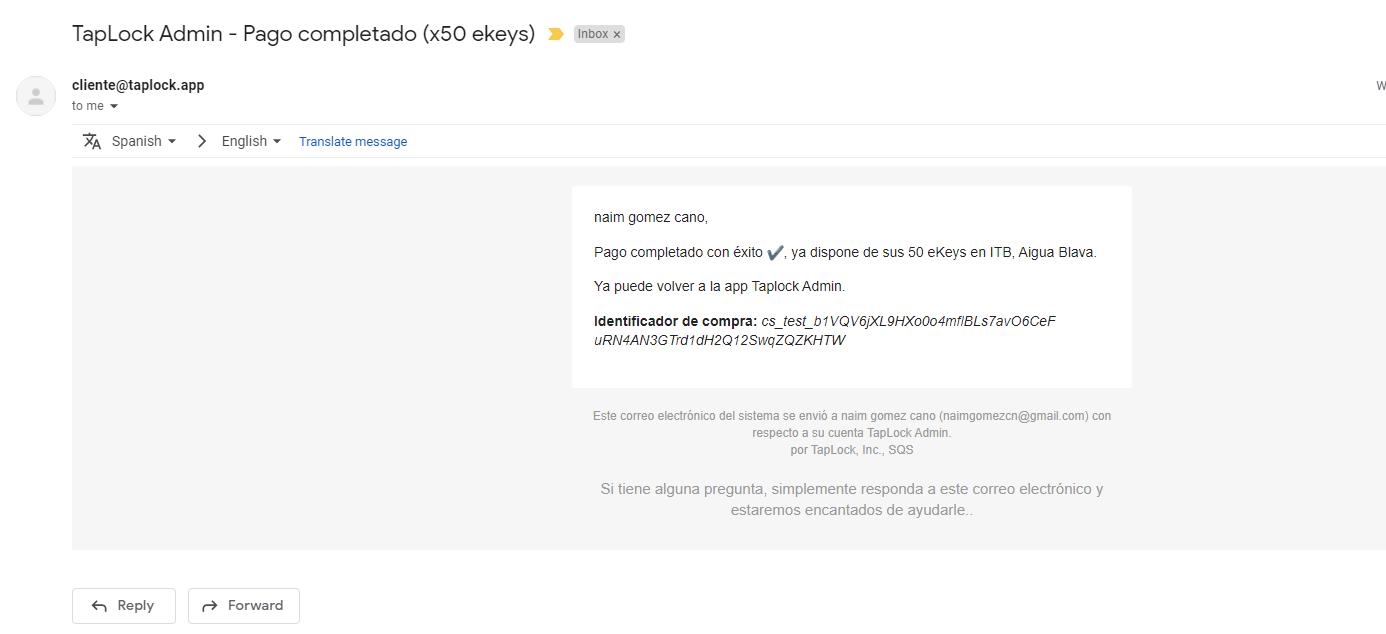 TapLock Admin - Pago completado (x50 ekeys)
Inbox ×
cliente@taplock.app
W
to me
Spanish
English
Translate message
naim gomez cano,
Pago completado con éxito ✔, ya dispone de sus 50 eKeys en ITB, Aigua Blava.
Ya puede volver a la app Taplock Admin.
Identificador de compra: cs_test_b1VQV6jXL9HXo0o4mflBLs7avO6CeF
uRN4AN3GTrd1dH2Q12SwqZQZKHTW
Este correo electrónico del sistema se envió a naim gomez cano (naimgomezcn@gmail.com) con
respecto a su cuenta TapLock Admin.
por TapLock, Inc., SQS
Si tiene alguna pregunta, simplemente responda a este correo electrónico y
estaremos encantados de ayudarle..
Reply
Forward